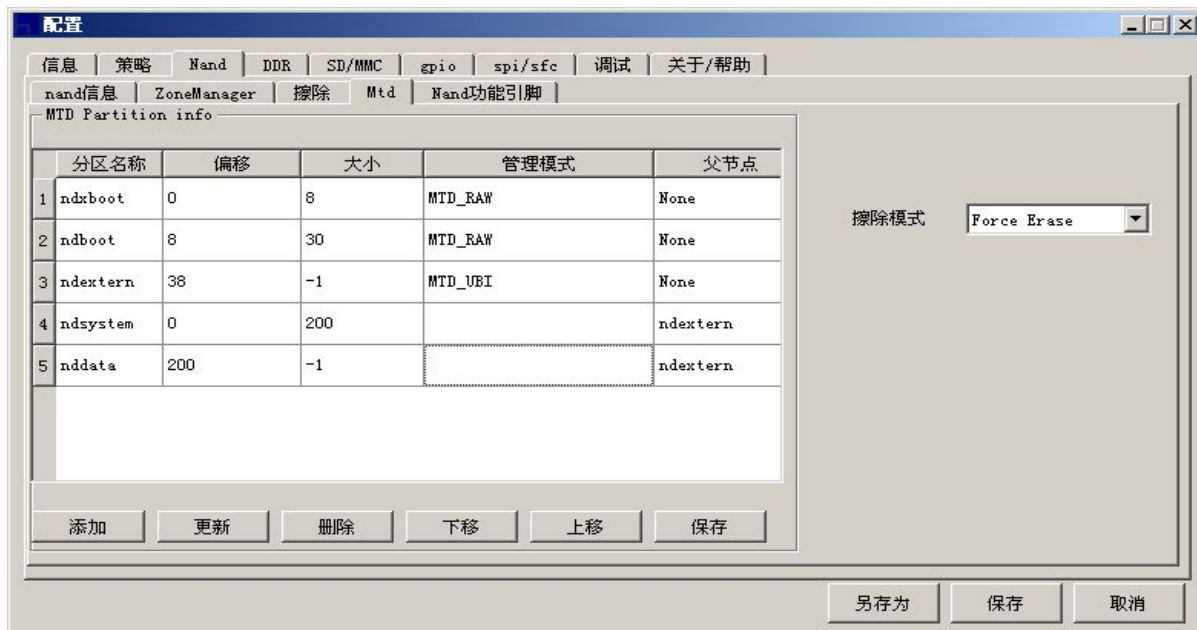 配置
信息 策略 Nand DDR SD/MMC gpio spi/sfc 调试 关于/帮助
nand信息 ZoneManager 擦除 Mtd Nand功能引脚
MTD Partition info
分区名称 偏移 大小 管理模式 父节点
1 ndxboot 0 8 MTD_RAW None
擦除模式 Force Erase
2 ndboot 8 30 MTD_RAW None
3 ndextern 38 -1 MTD_UBI None
4 ndsystem 0 200 ndextern
5 nddata 200 -1 ndextern
添加 更新 删除 下移 上移 保存
另存为 保存 取消